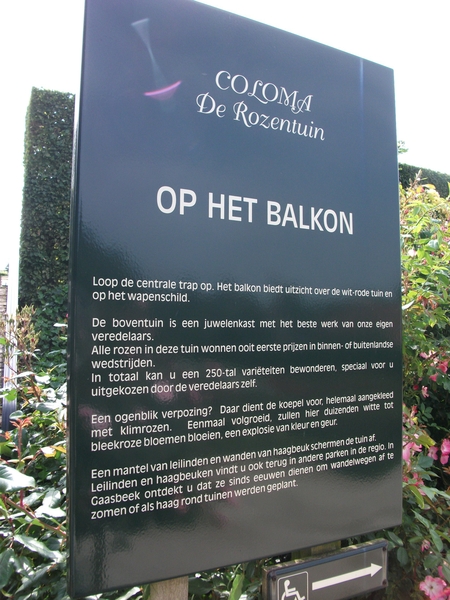 COLOMA
De Rozentuin
OP HET BALKON
Loop de centrale trap op. Het balkon biedt uitzicht over de wit-rode tuin en
op het wapenschild.
De boventuin is een juwelenkast met het beste werk van onze eigen
veredelaars.
Alle rozen in deze tuin wonnen ooit eerste prijzen in binnen- of buitenlandse
wedstrijden.
In totaal kan u een 250-tal variëteiten bewonderen, speciaal voor u
uitgekozen door de veredelaars zelf.
Een ogenblik verpozing? Daar dient de koepel voor, helemaal aangekleed
met klimrozen. Eenmaal volgroeid, zullen hier duizenden witte tot
bleekroze bloemen bloeien, een explosie van kleur en geur.
Een mantel van leilinden en wanden van haagbeuk schermen de tuin af.
Leilinden en haagbeuken vindt u ook terug in andere parken in de regio. In
Gaasbeek ontdekt u dat ze sinds eeuwen dienen om wandelwegen af te
zomen of als haag rond tuinen werden geplant.